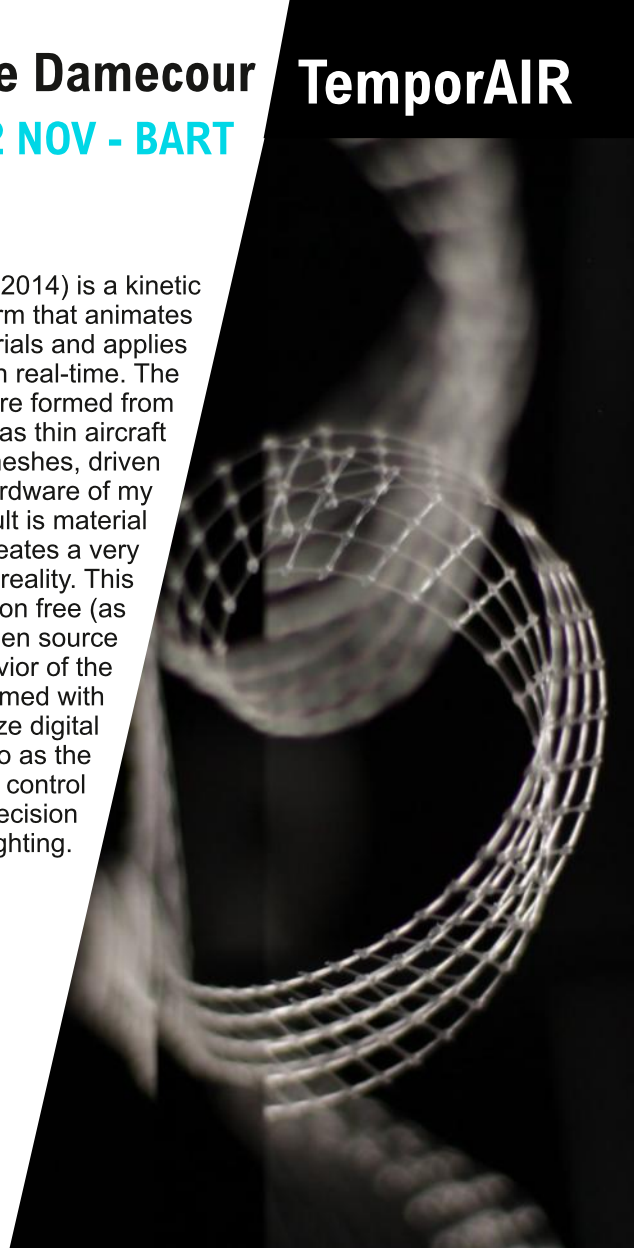 e Damecour
TemporAIR
2 NOV - BART
2014) is a kinetic
rm that animates
rials and applies
n real-time. The
re formed from
as thin aircraft
neshes, driven
rdware of my
ult is material
eates a very
reality. This
on free (as
en source
vior of the
med with
ze digital
o as the
control
ecision
ghting.